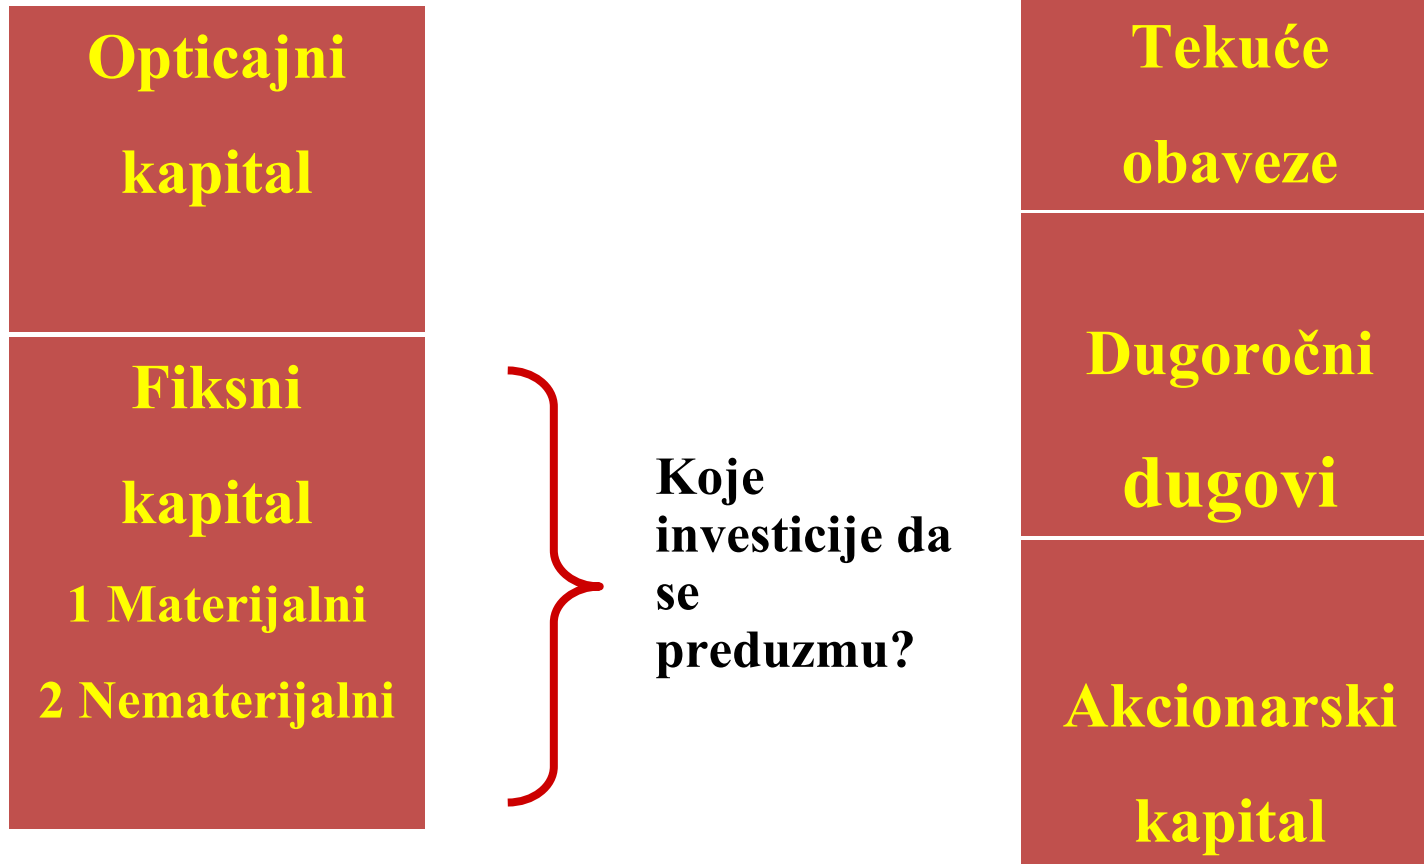 Opticajni
kapital
Fiksni
kapital
1 Materijalni
2 Nematerijalni
Koje
investicije da
se
preduzmu?
Tekuće
obaveze
Dugoročni
dugovi
Akcionarski
kapital